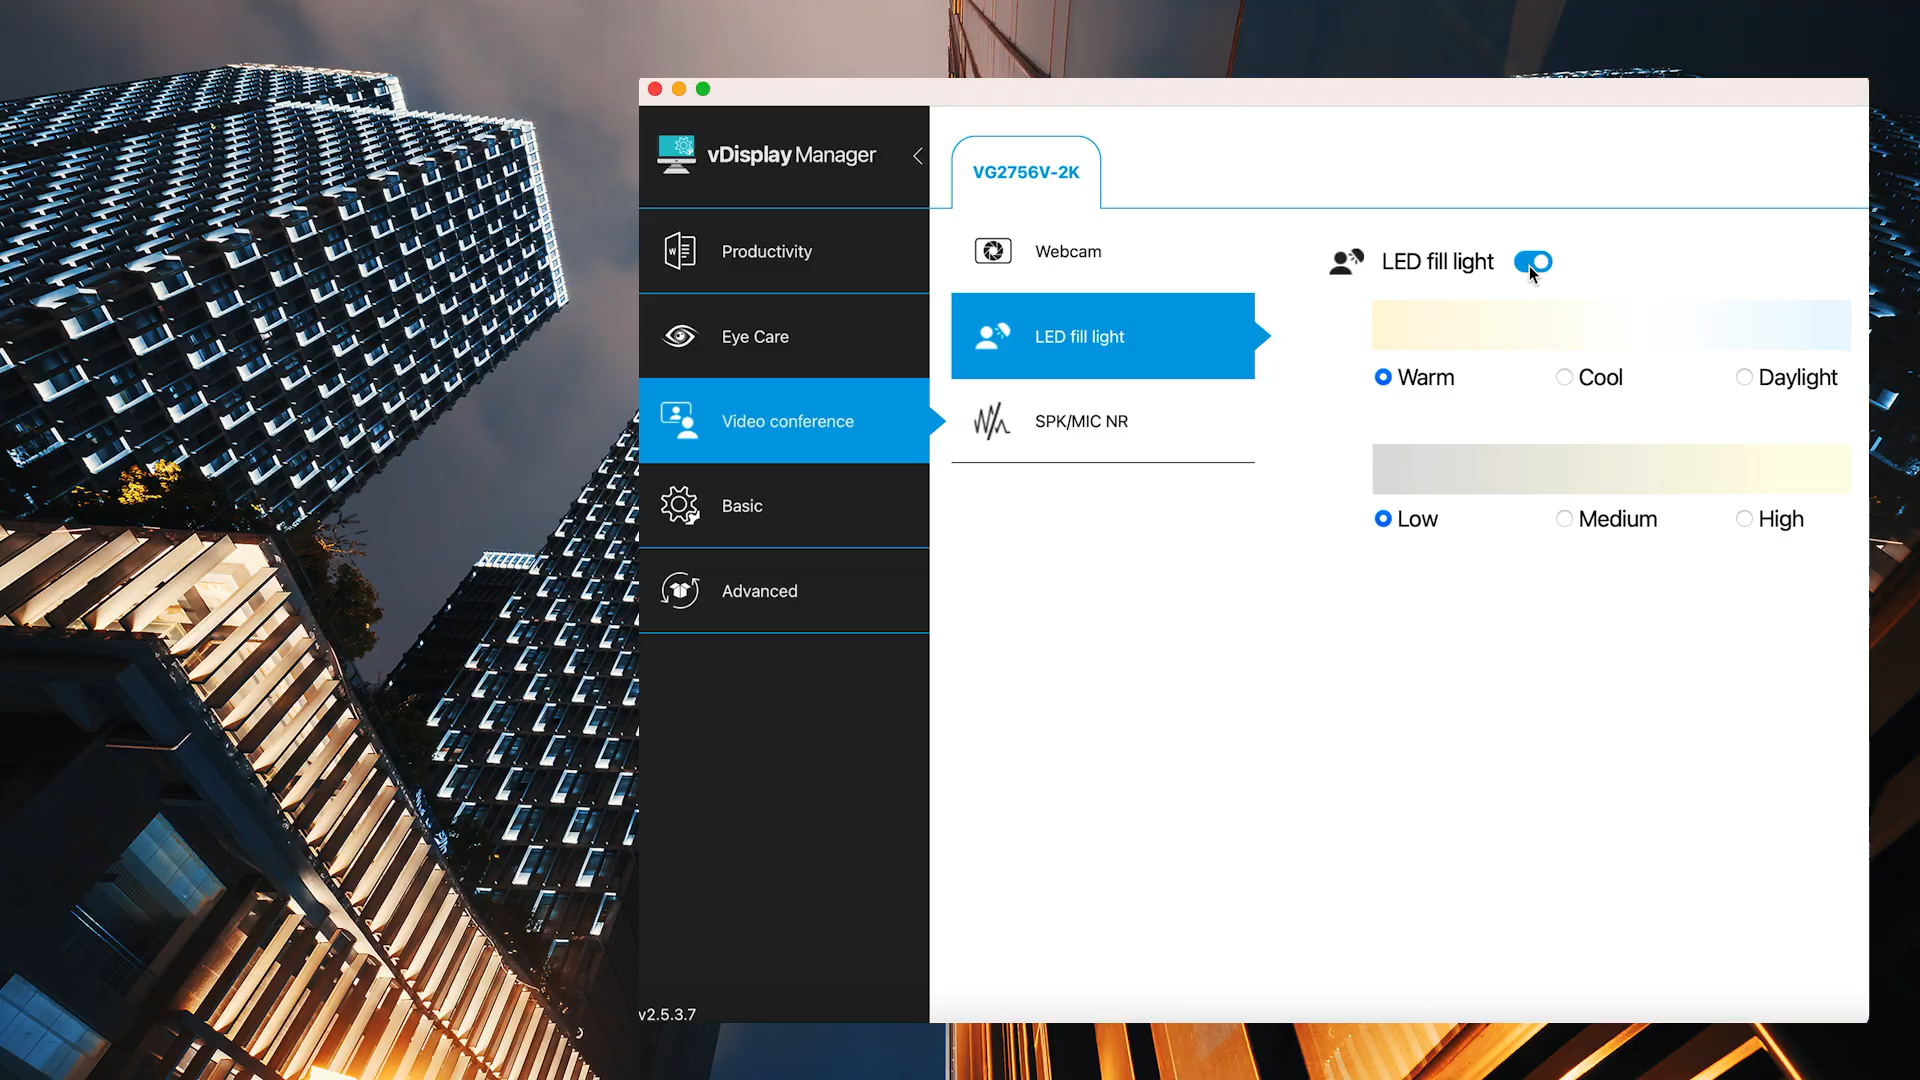 vDisplay Manager
Productivity
Eye Care
Video conference
Basic
Advanced
v2.5.3.7
VG2756V-2K
Webcam
LED fill light
SPK/MIC NR
LED fill light
Warm
Cool
Daylight
Low
Medium
High